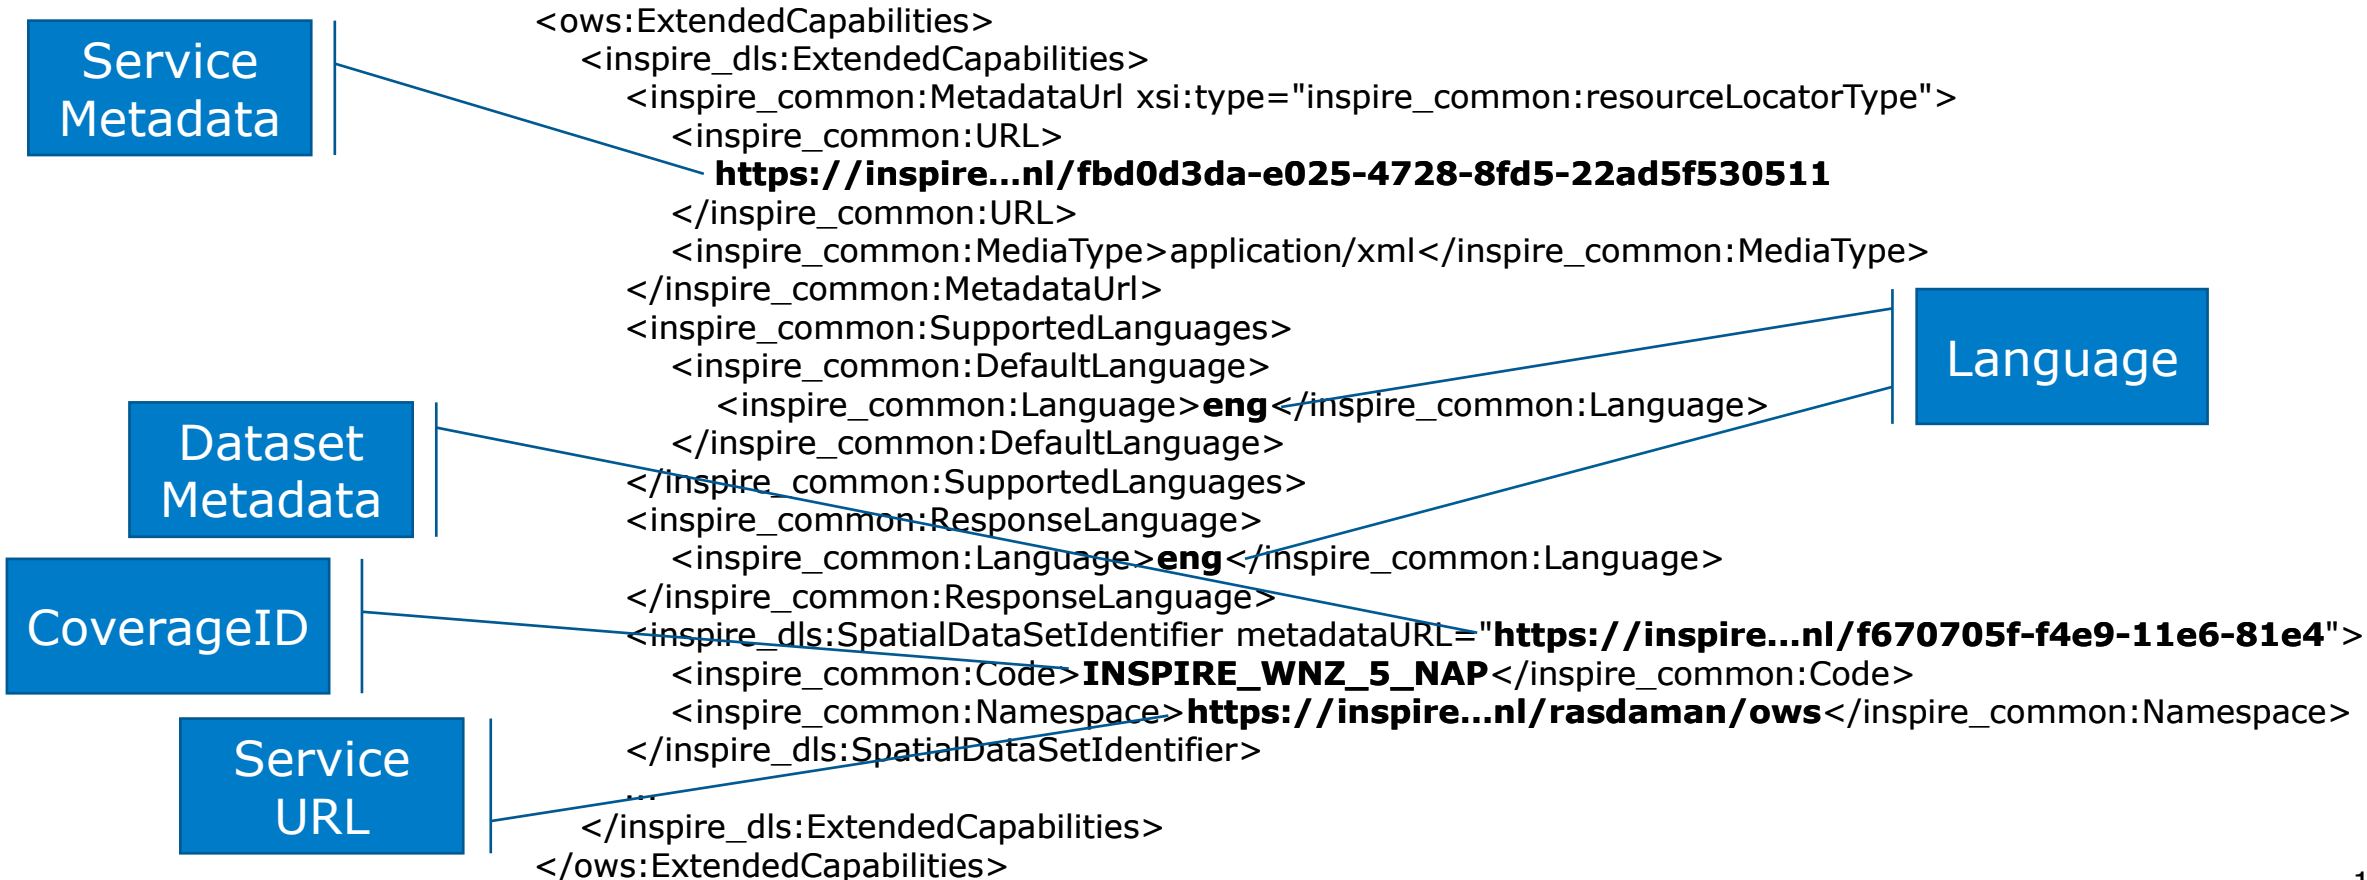 <ows:ExtendedCapabilities>
<inspire_dls:ExtendedCapabilities>
<inspire_common:MetadataUrl xsi:type="inspire_common:resourceLocatorType">
<inspire_common:URL>
https://inspire...nl/fbd0d3da-e025-4728-8fd5-22ad5f530511
</inspire_common:URL>
<inspire_common:MediaType>application/xml</inspire_common:MediaType>
</inspire_common:MetadataUrl>
<inspire_common:SupportedLanguages>
<inspire_common:DefaultLanguage>
<inspire_common:Language>eng</inspire_common:Language>
</inspire_common:DefaultLanguage>
</inspire_common:SupportedLanguages>
<inspire_common:ResponseLanguage>
<inspire_common:Language>eng</inspire_common:Language>
</inspire_common:ResponseLanguage>
<inspire_dls:SpatialDataSetIdentifier metadataURL="https://inspire...nl/f670705f-f4e9-11e6-81e4">
<inspire_common:Code>INSPIRE_WNZ_5_NAP</inspire_common:Code>
<inspire_common:Namespace>https://inspire...nl/rasdaman/ows</inspire_common:Namespace>
</inspire_dls:SpatialDataSetIdentifier>
...
</inspire_dls:ExtendedCapabilities>
</ows:ExtendedCapabilities>
Service
Metadata
Dataset
Metadata
CoverageID
Service
URL
Language